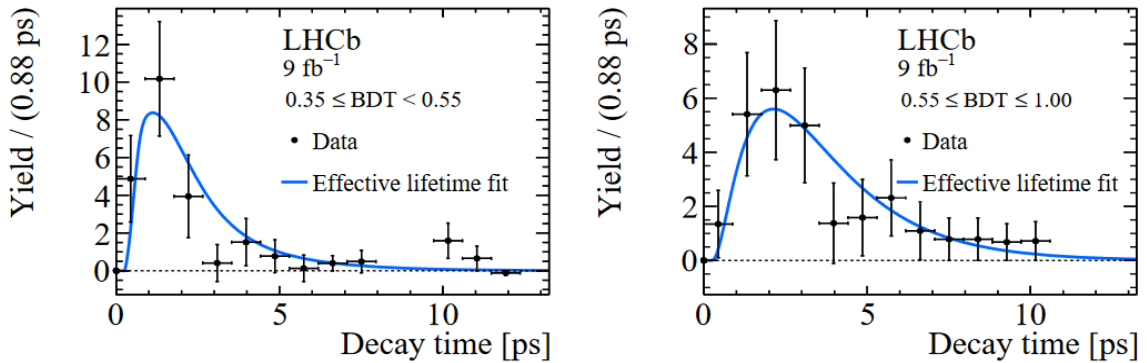 Yield / (0.88 ps)
12
10
8
6
4
2
0
LHCb
9 fb⁻¹
0.35 ≤ BDT < 0.55
Data
Effective lifetime fit
0
5
10
Decay time [ps]
Yield / (0.88 ps)
8
6
4
2
0
LHCb
9 fb⁻¹
0.55 ≤ BDT ≤ 1.00
Data
Effective lifetime fit
0
5
10
Decay time [ps]